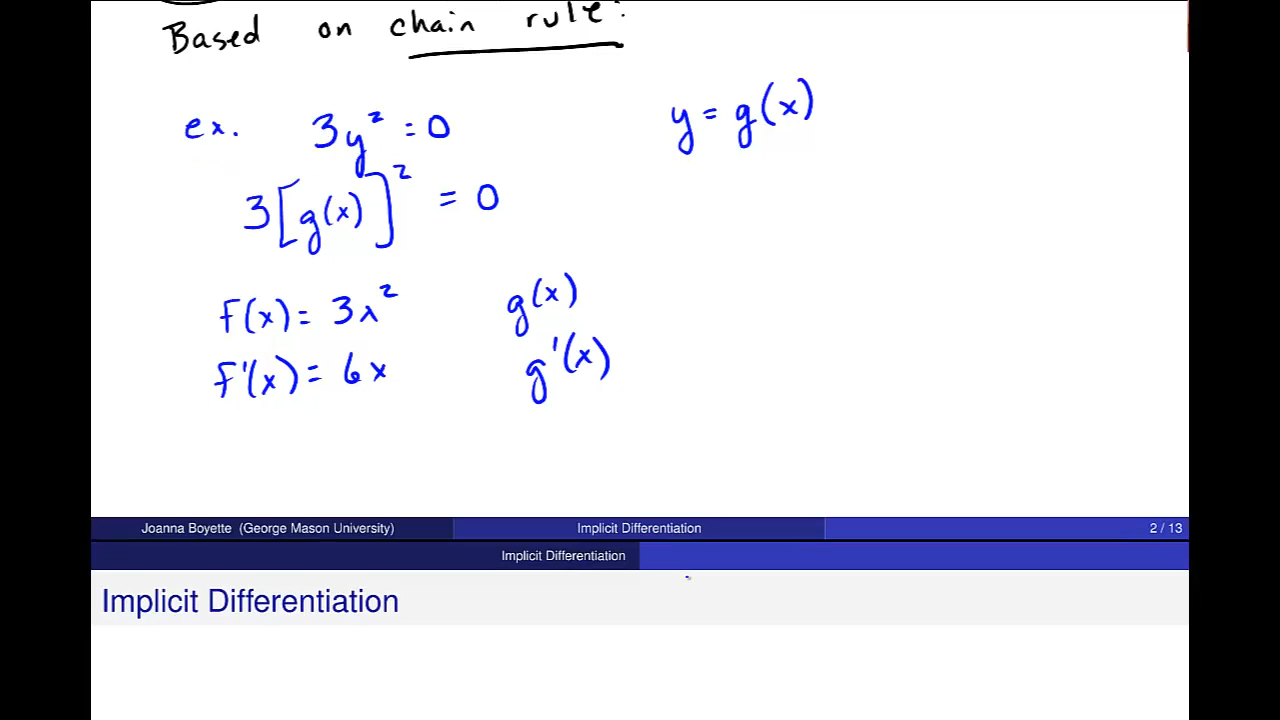 Based on chain rule:
ex. 3y² = 0
y = g(x)
3[g(x)]² = 0
f(x) = 3x²
g(x)
f'(x) = 6x
g'(x)
Joanna Boyette (George Mason University)
Implicit Differentiation
2 / 13
Implicit Differentiation
Implicit Differentiation